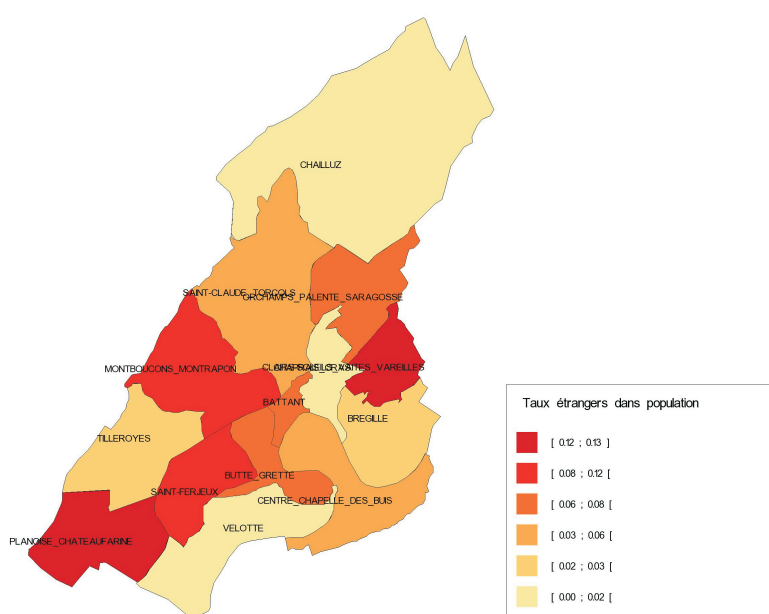 CHAILLUZ
SAINT-CLAUDE_TORCOLS
ORCHAMPS_PALENTE_SARAGOSSE
MONTBOUCONS_MONTRAPON
VAITES_VAREILLES
BATTANT
BREGILLE
TILLEROYES
BUTTE_GRETTE
SAINT-FERJEUX
CENTRE_CHAPELLE_DES_BUIS
VELOTTE
PLANOISE_CHATEAUFARINE
Taux étrangers dans population
[ 0.12 ; 0.13 ]
[ 0.08 ; 0.12 [
[ 0.06 ; 0.08 [
[ 0.03 ; 0.06 [
[ 0.02 ; 0.03 [
[ 0.00 ; 0.02 [